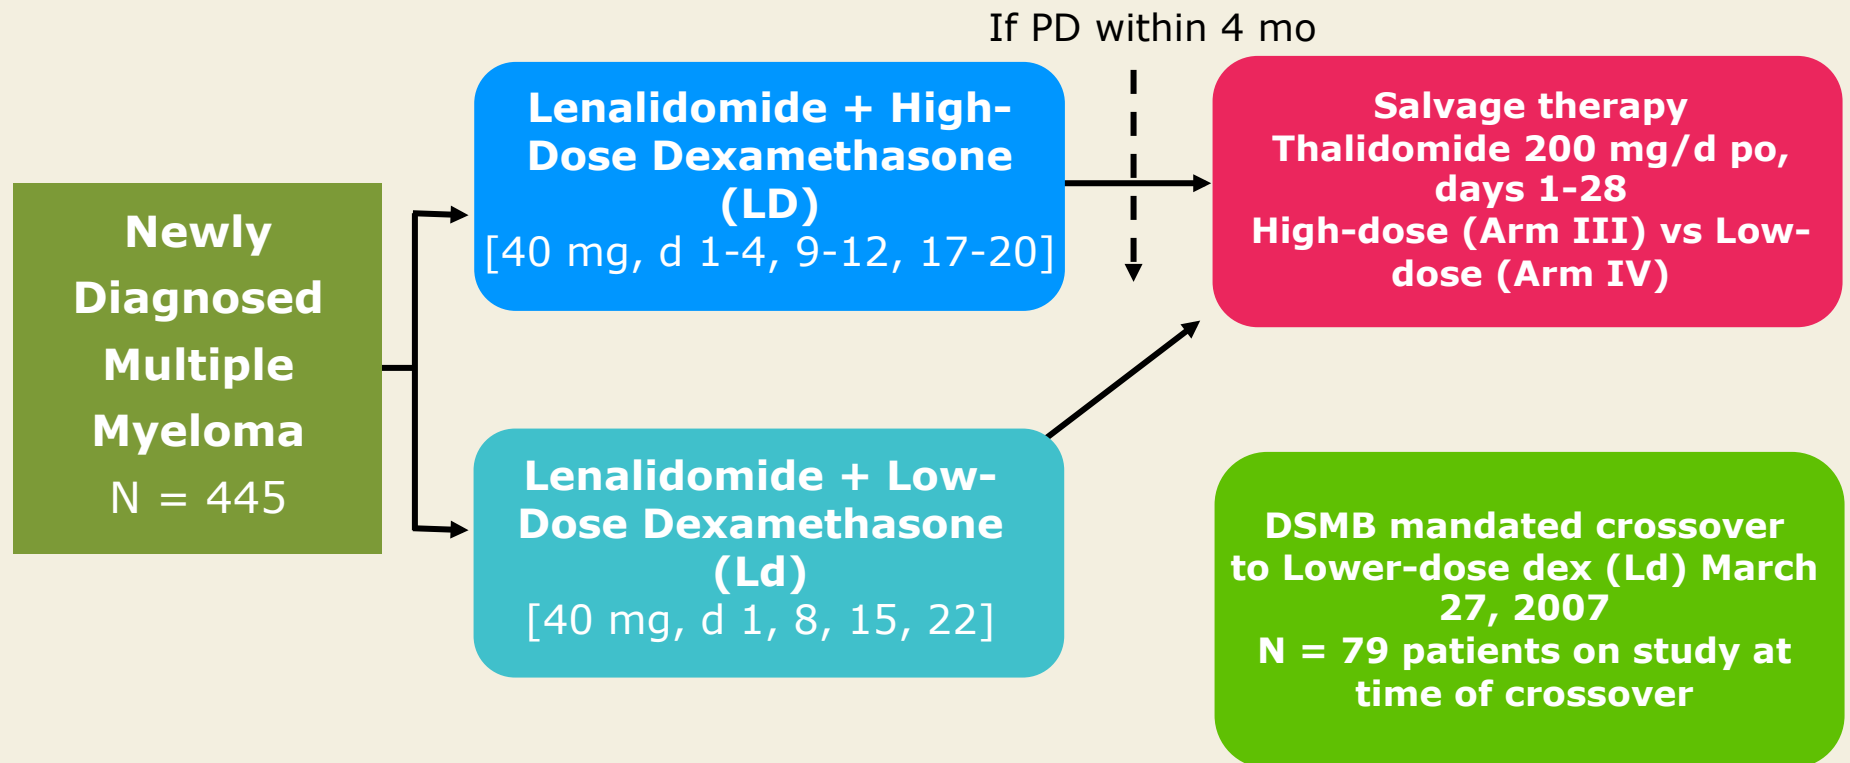 If PD within 4 mo
Newly
Diagnosed
Multiple
Myeloma
N = 445
Lenalidomide + High-
Dose Dexamethasone
(LD)
[40 mg, d 1-4, 9-12, 17-20]
Lenalidomide + Low-
Dose Dexamethasone
(Ld)
[40 mg, d 1, 8, 15, 22]
Salvage therapy
Thalidomide 200 mg/d po,
days 1-28
High-dose (Arm III) vs Low-
dose (Arm IV)
DSMB mandated crossover
to Lower-dose dex (Ld) March
27, 2007
N = 79 patients on study at
time of crossover